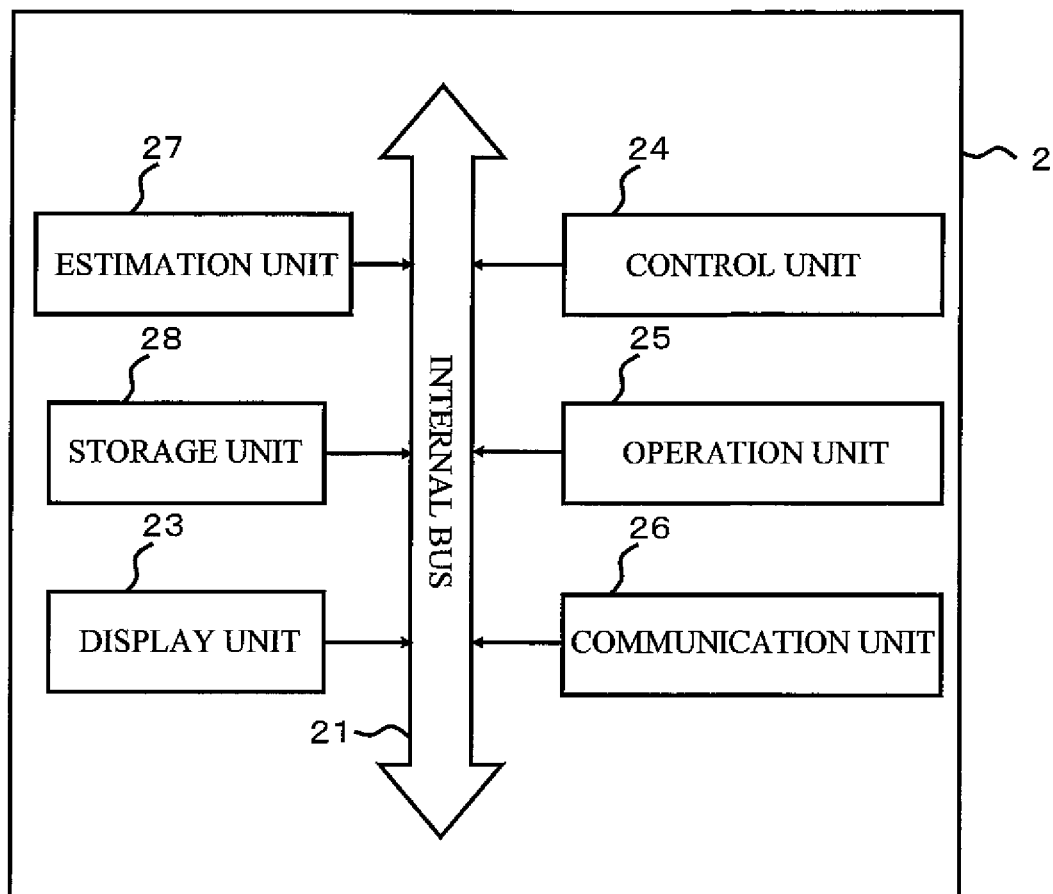 2
27
ESTIMATION UNIT
24
CONTROL UNIT
28
STORAGE UNIT
25
OPERATION UNIT
INTERNAL BUS
23
DISPLAY UNIT
26
COMMUNICATION UNIT
21